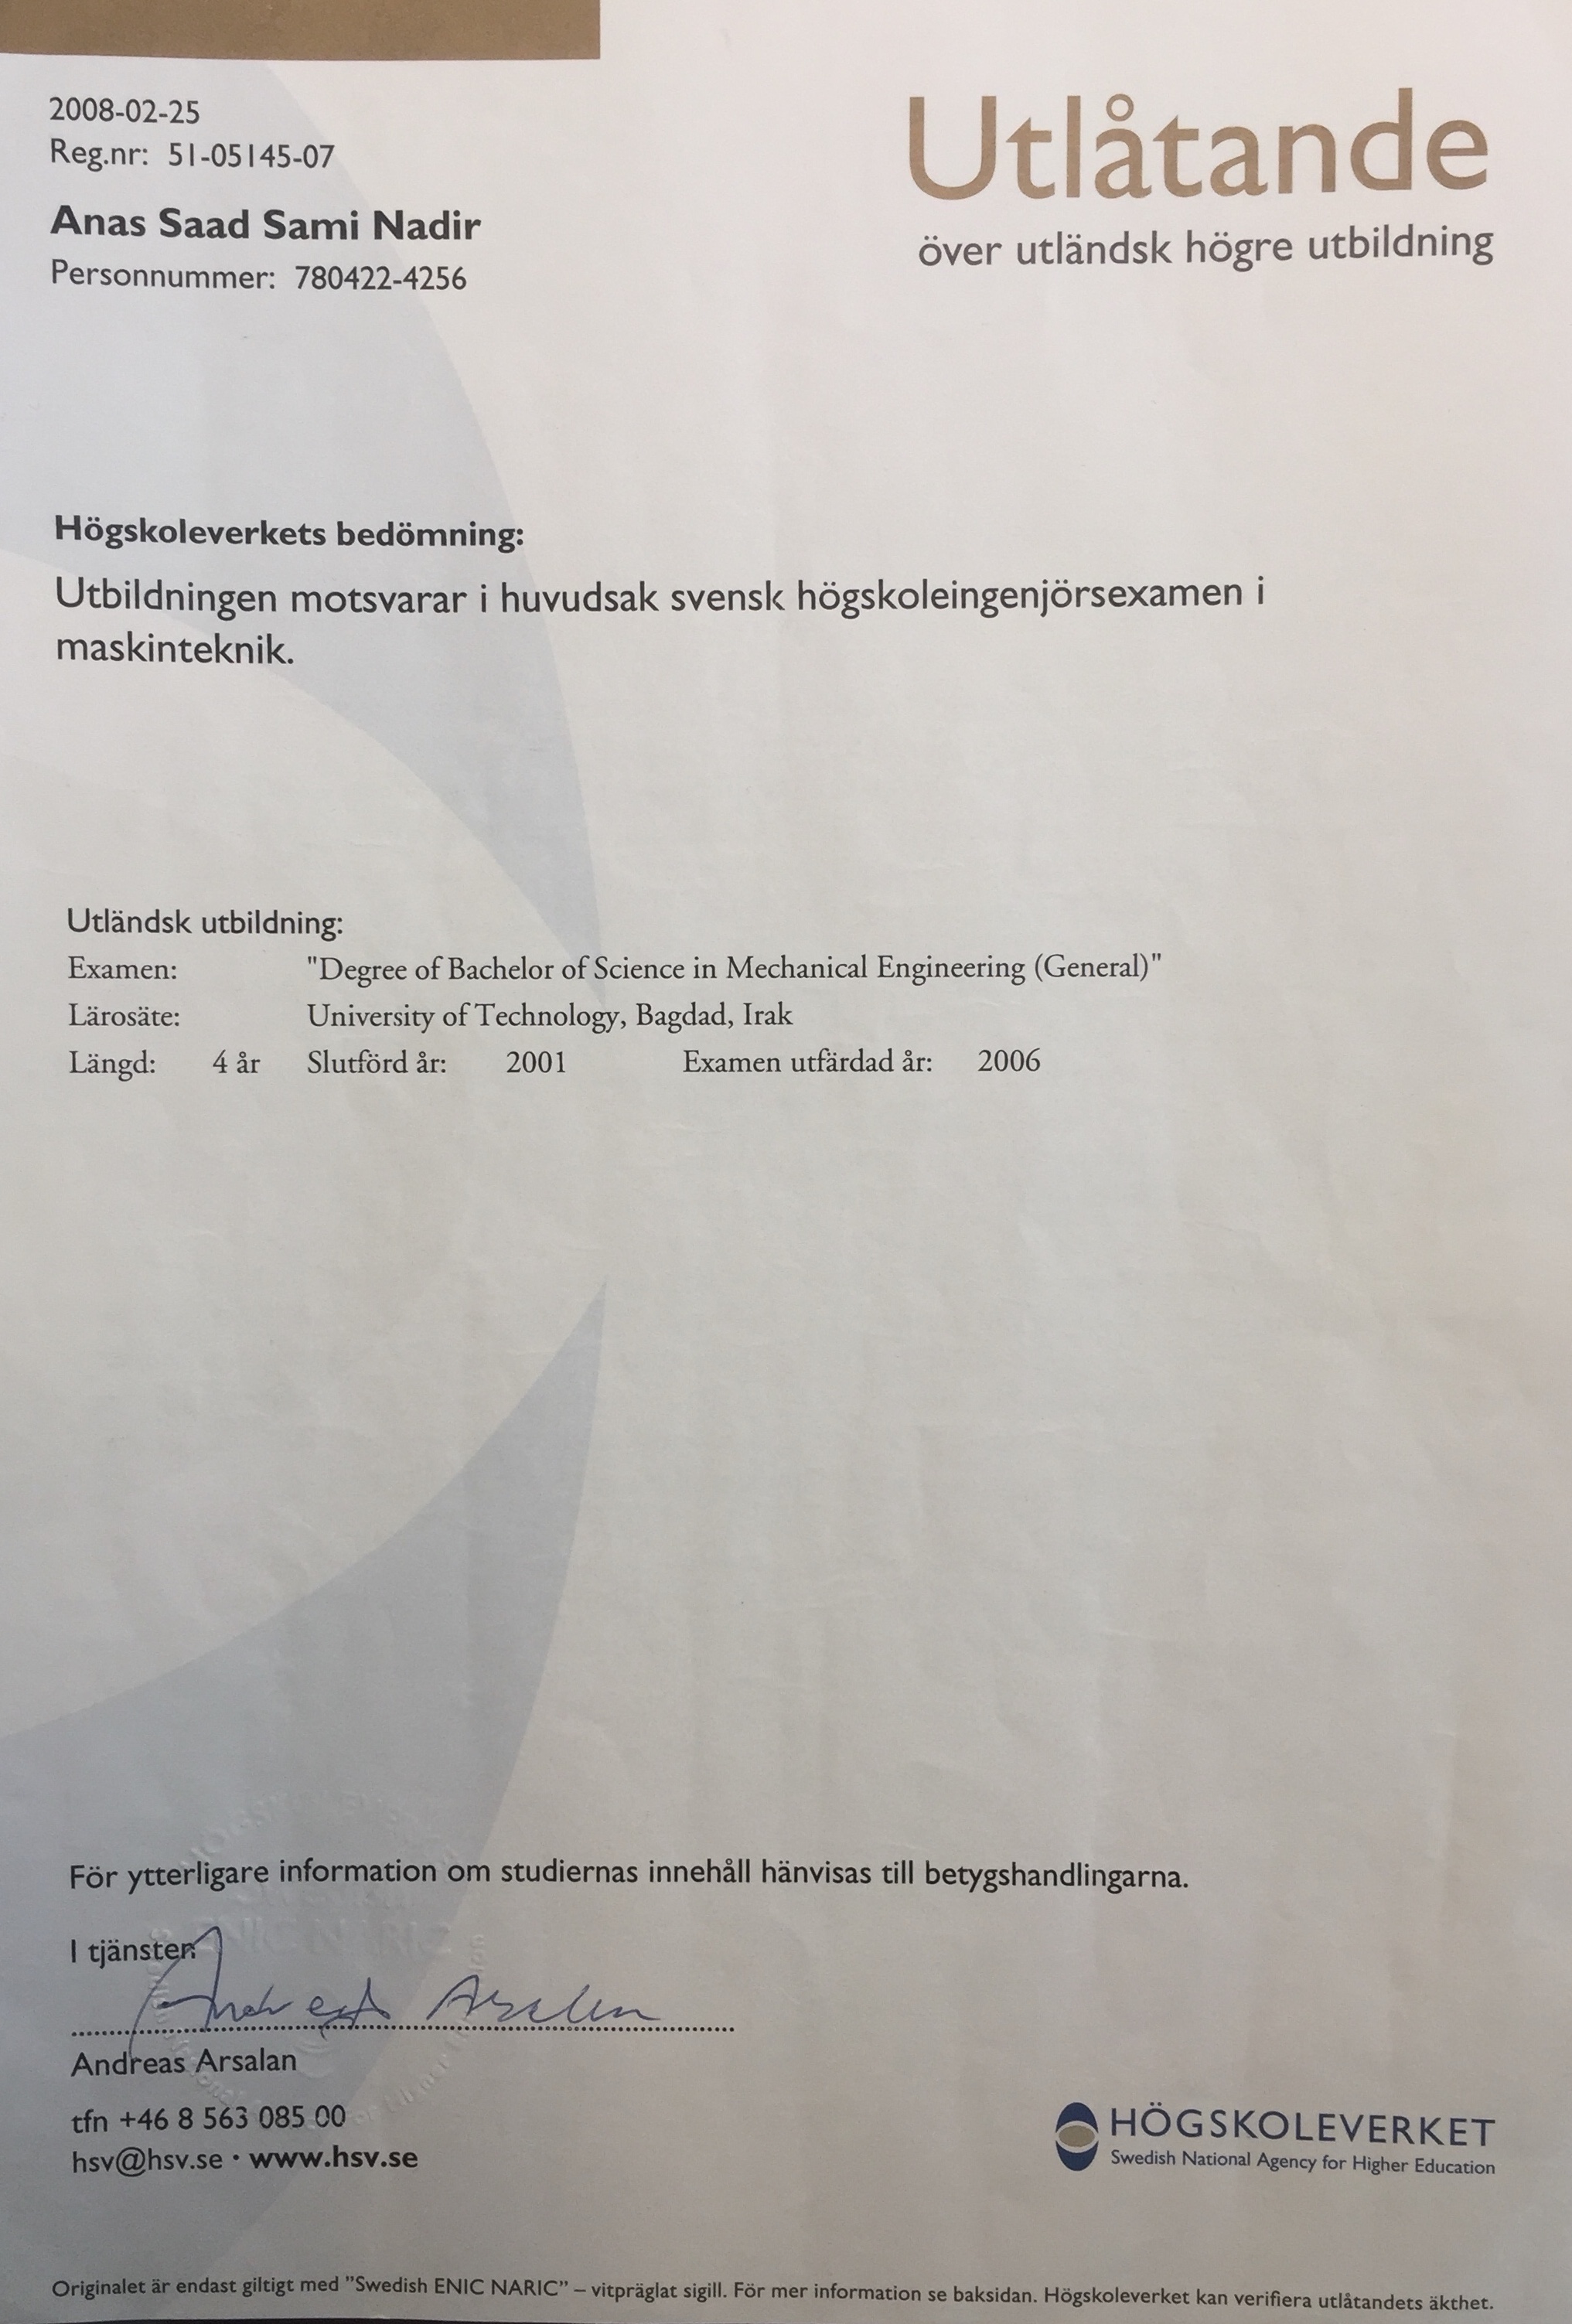 2008-02-25
Reg.nr: 51-05145-07
Anas Saad Sami Nadir
Personnummer: 780422-4256
Utlåtande
över utländsk högre utbildning
Högskoleverkets bedömning:
Utbildningen motsvarar i huvudsak svensk högskoleingenjörsexamen i
maskinteknik.
Utländsk utbildning:
Examen: "Degree of Bachelor of Science in Mechanical Engineering (General)"
Lärosäte: University of Technology, Bagdad, Irak
Längd: 4 år Slutförd år: 2001 Examen utfärdad år: 2006
För ytterligare information om studiernas innehåll hänvisas till betygshandlingarna.
ENIC NARIC
I tjänsten
Andreas Arsalan
Andreas Arsalan
tfn +46 8 563 085 00
hsv@hsv.se • www.hsv.se
HÖGSKOLEVERKET
Swedish National Agency for Higher Education
Originalet är endast giltigt med ”Swedish ENIC NARIC” – vitpräglat sigill. För mer information se baksidan. Högskoleverket kan verifiera utlåtandets äkthet.